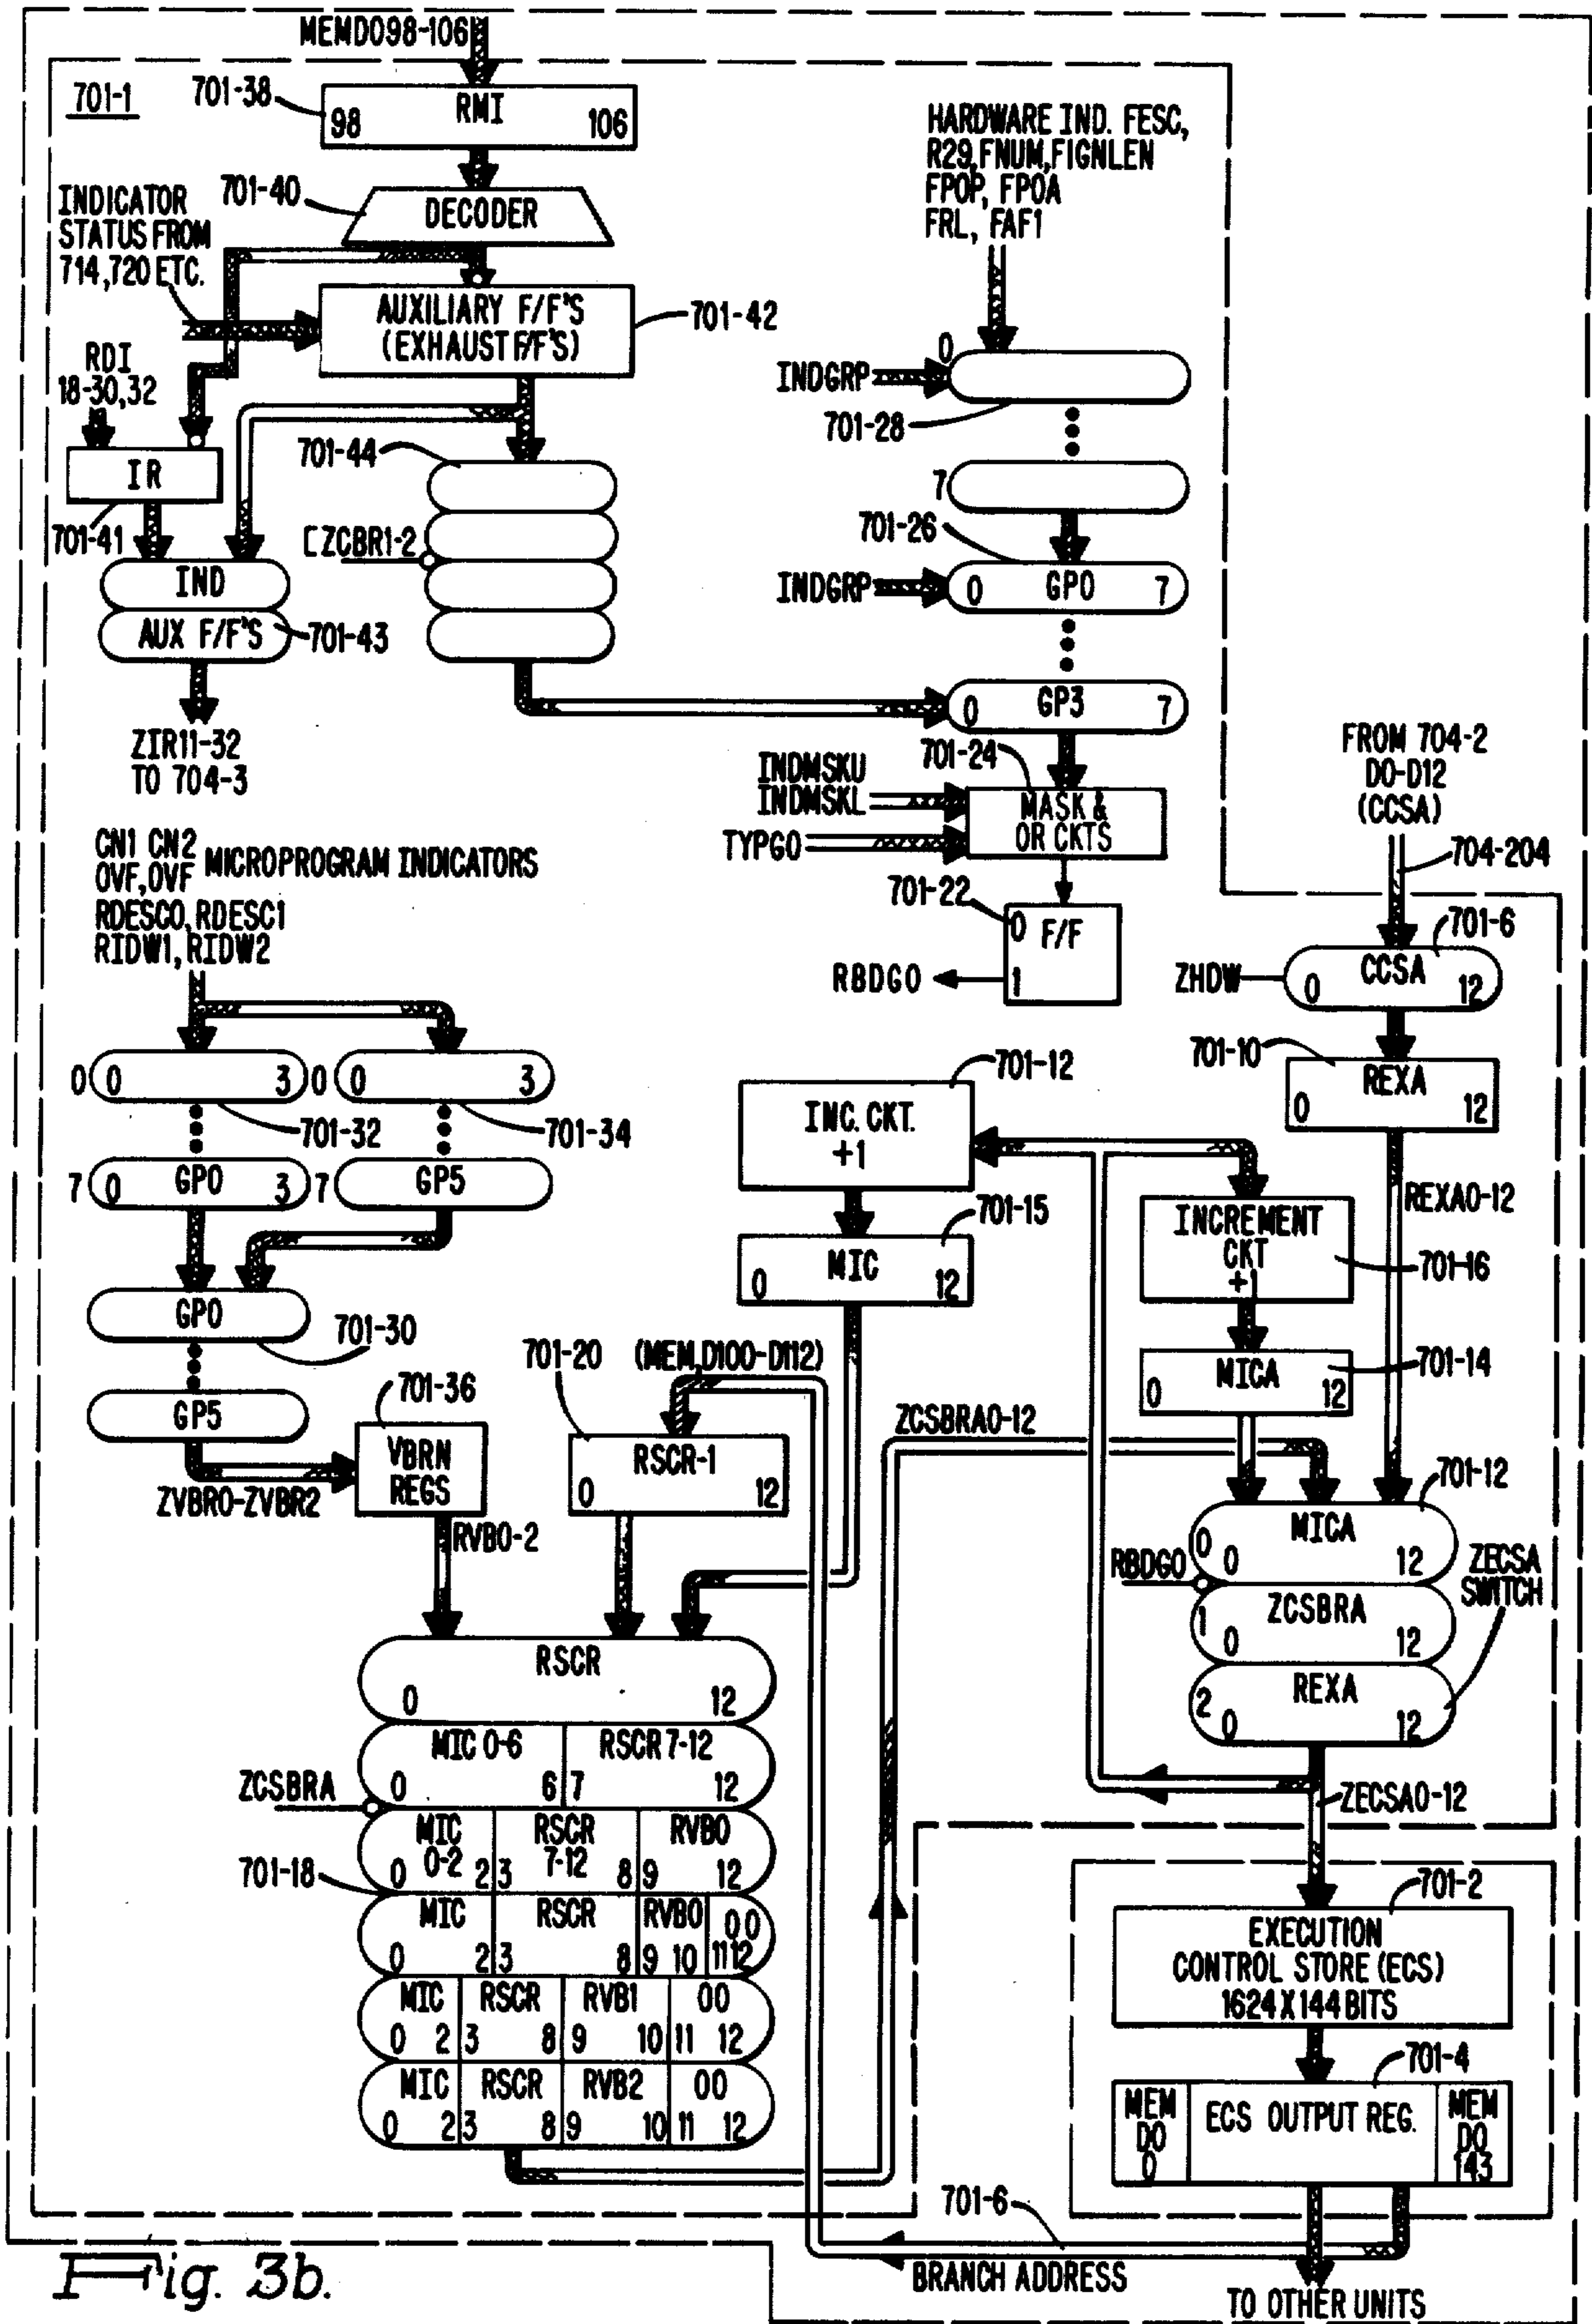 MEMD098-106
701-1
701-38
RMI
98 106
701-40
DECODER
INDICATOR
STATUS FROM
714,720 ETC.
AUXILIARY F/F'S
(EXHAUST F/F'S)
701-42
RDI
18-30,32
IR
701-41
701-44
[ZCBR1-2
IND
AUX F/F'S
701-43
ZIR11-32
TO 704-3
HARDWARE IND. FESC,
R29,FNUM,FIGNLEN
FPOP, FPOA
FRL, FAF1
0
INDGRP
701-28
7
701-26
INDGRP
0 GP0 7
0 GP3 7
701-24
INDMSKU
INDMSKL
TYPGO
MASK &
OR CKTS
701-22
0 F/F
1
RBDGO
FROM 704-2
DO-D12
(CCSA)
704-204
701-6
ZHDW
CCSA
0 12
701-10
REXA
0 12
REXA0-12
CN1 CN2
OVF,OVF MICROPROGRAM INDICATORS
RDESC0,RDESC1
RIDW1,RIDW2
0 0 3 0 0 3
701-32
701-34
7 0 GP0 3 7 GP5
GP0
701-30
GP5
ZVBR0-ZVBR2
701-36
VBRN
REGS
RVB0-2
701-12
INC. CKT.
+1
701-15
MIC
0 12
INCREMENT
CKT
+1
701-16
701-14
MICA
0 12
701-20 (MEM,D100-D112)
RSCR-1
0 12
ZCSBRA0-12
701-12
MICA
0 0 12
RBDGO
ZECSA
SWITCH
ZCSBRA
1 0 12
REXA
2 0 12
ZECSA0-12
RSCR
0 12
MIC 0-6 RSCR 7-12
0 6 7 12
ZCSBRA
MIC RSCR RVB0
0-2 7-12
0 2 3 8 9 12
701-18
MIC RSCR RVB0 00
0 2 3 8 9 10 11 12
MIC RSCR RVB1 00
0 2 3 8 9 10 11 12
MIC RSCR RVB2 00
0 2 3 8 9 10 11 12
701-2
EXECUTION
CONTROL STORE (ECS)
1624 X 144 BITS
701-4
MEM
DO
0
ECS OUTPUT REG.
MEM
DO
143
701-6
BRANCH ADDRESS
TO OTHER UNITS
Fig. 3b.